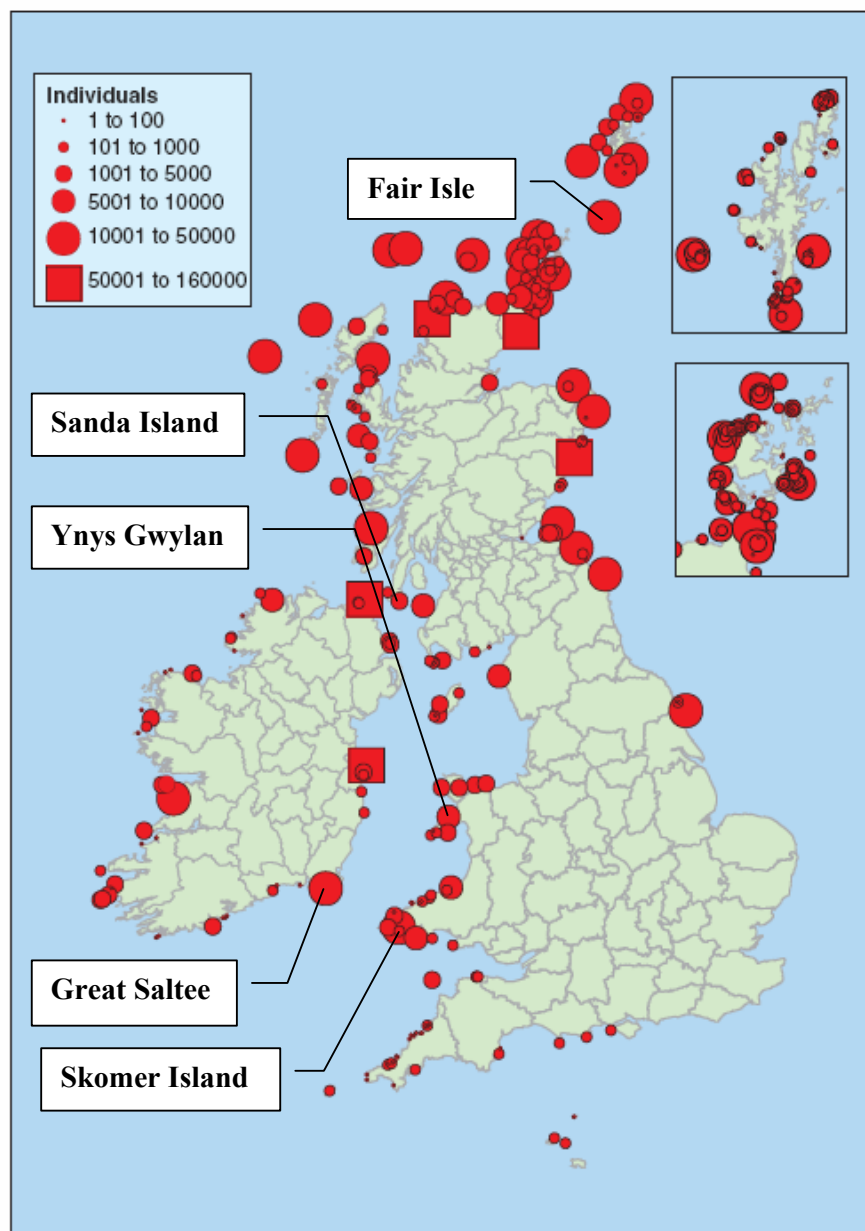 Individuals
1 to 100
101 to 1000
1001 to 5000
5001 to 10000
10001 to 50000
50001 to 160000
Fair Isle
Sanda Island
Ynys Gwylan
Great Saltee
Skomer Island